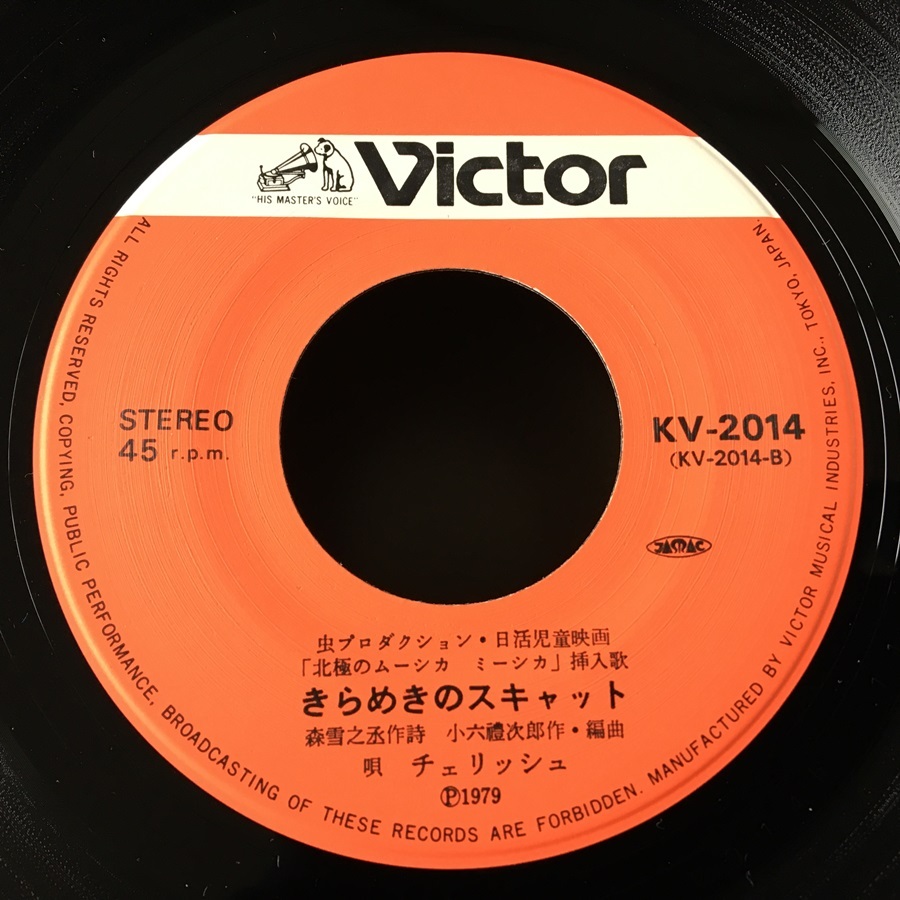 Victor
"HIS MASTER'S VOICE"
STEREO
45 r.p.m.
KV-2014
(KV-2014-B)
JASRAC
虫プロダクション・日活児童映画
「北極のムーシカ　ミーシカ」挿入歌
きらめきのスキャット
森雪之丞作詩　小六禮次郎作・編曲
唄　チェリッシュ
Ⓟ1979
ALL RIGHTS RESERVED, COPYING, PUBLIC PERFORMANCE, BROADCASTING OF THESE RECORDS ARE FORBIDDEN. MANUFACTURED BY VICTOR MUSICAL INDUSTRIES, INC., TOKYO, JAPAN.